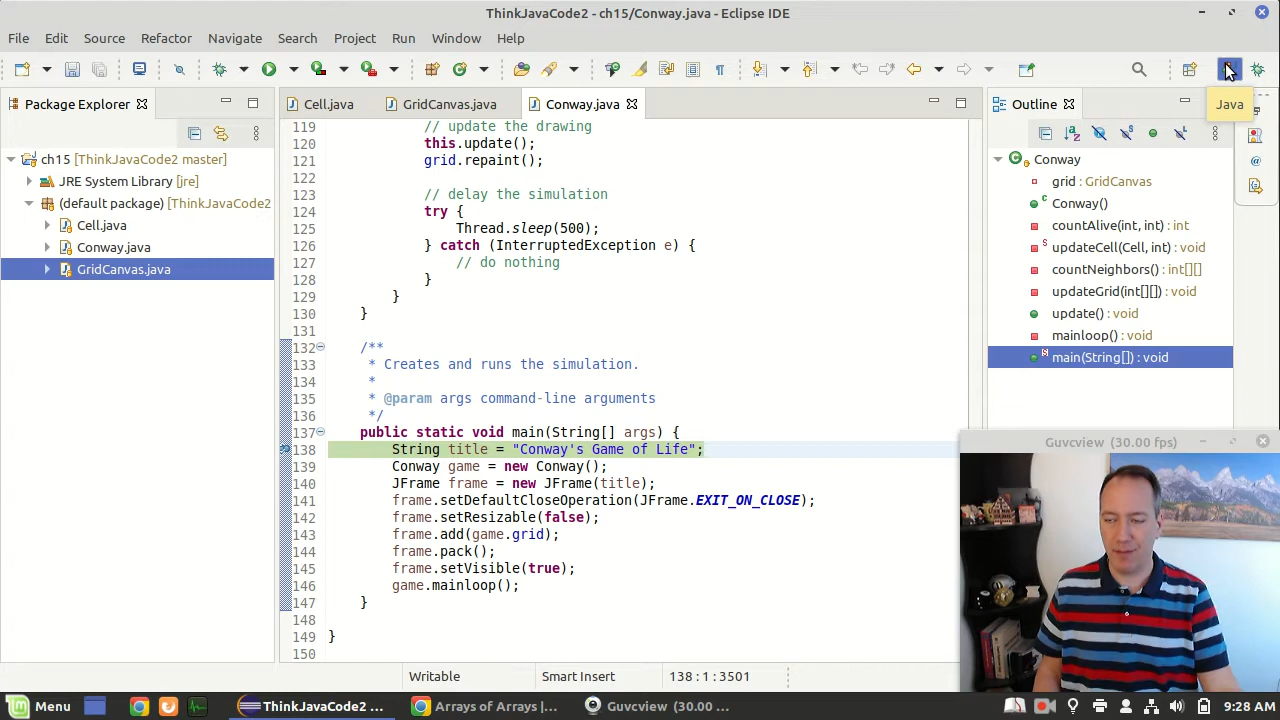 ThinkJavaCode2 - ch15/Conway.java - Eclipse IDE
File Edit Source Refactor Navigate Search Project Run Window Help
Package Explorer
Cell.java GridCanvas.java Conway.java
Outline
Java
ch15 [ThinkJavaCode2 master]
JRE System Library [jre]
(default package) [ThinkJavaCode2
Cell.java
Conway.java
GridCanvas.java
119 // update the drawing
120 this.update();
121 grid.repaint();
122
123 // delay the simulation
124 try {
125 Thread.sleep(500);
126 } catch (InterruptedException e) {
127 // do nothing
128 }
129 }
130 }
131
132 /**
133 * Creates and runs the simulation.
134 *
135 * @param args command-line arguments
136 */
137 public static void main(String[] args) {
138 String title = "Conway's Game of Life";
139 Conway game = new Conway();
140 JFrame frame = new JFrame(title);
141 frame.setDefaultCloseOperation(JFrame.EXIT_ON_CLOSE);
142 frame.setResizable(false);
143 frame.add(game.grid);
144 frame.pack();
145 frame.setVisible(true);
146 game.mainloop();
147 }
148
149 }
150
Conway
grid : GridCanvas
Conway()
countAlive(int, int) : int
updateCell(Cell, int) : void
countNeighbors() : int[][]
updateGrid(int[][]) : void
update() : void
mainloop() : void
main(String[]) : void
Guvcview (30.00 fps)
Writable Smart Insert 138 : 1 : 3501
Menu ThinkJavaCode2 ... Arrays of Arrays |... Guvcview (30.00 ... 9:28 AM